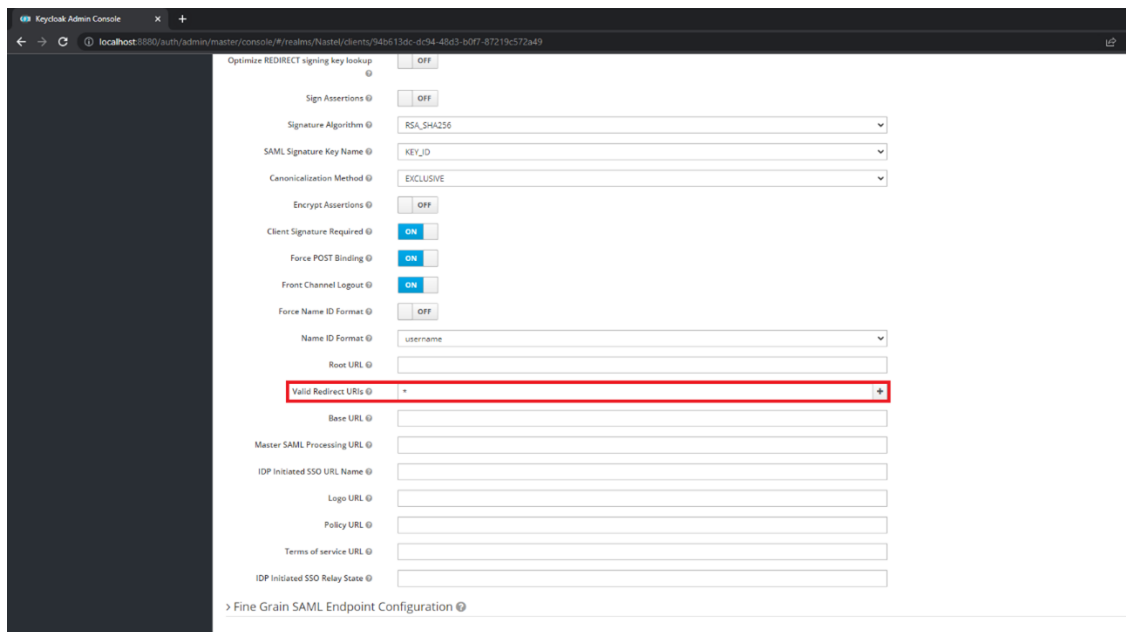 Keycloak Admin Console × +
localhost:8880/auth/admin/master/console/#/realms/Nastel/clients/94b613dc-dc94-48d3-b0f7-87219c572a49
Optimize REDIRECT signing key lookup OFF
Sign Assertions OFF
Signature Algorithm RSA_SHA256
SAML Signature Key Name KEY_ID
Canonicalization Method EXCLUSIVE
Encrypt Assertions OFF
Client Signature Required ON
Force POST Binding ON
Front Channel Logout ON
Force Name ID Format OFF
Name ID Format username
Root URL
Valid Redirect URIs * +
Base URL
Master SAML Processing URL
IDP Initiated SSO URL Name
Logo URL
Policy URL
Terms of service URL
IDP Initiated SSO Relay State
> Fine Grain SAML Endpoint Configuration